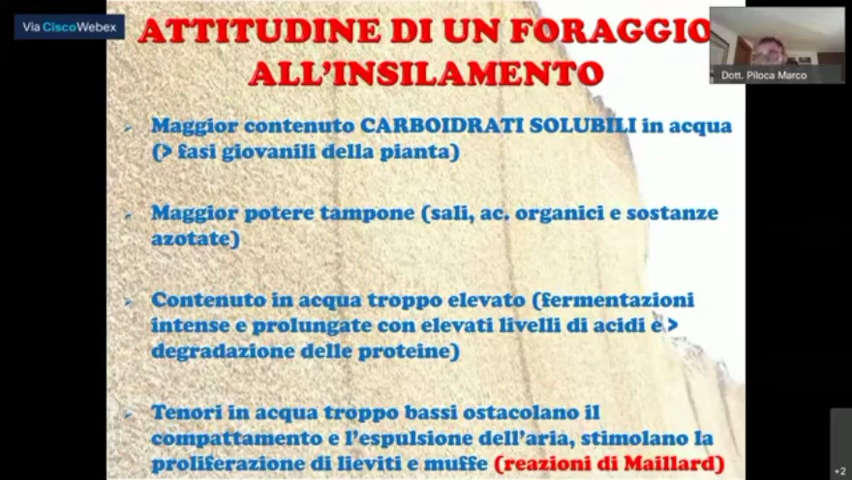 Via CiscoWebex
ATTITUDINE DI UN FORAGGIO
ALL'INSILAMENTO
Dott. Piloca Marco
Maggior contenuto CARBOIDRATI SOLUBILI in acqua
(> fasi giovanili della pianta)
Maggior potere tampone (sali, ac. organici e sostanze
azotate)
Contenuto in acqua troppo elevato (fermentazioni
intense e prolungate con elevati livelli di acidi e >
degradazione delle proteine)
Tenori in acqua troppo bassi ostacolano il
compattamento e l'espulsione dell'aria, stimolano la
proliferazione di lieviti e muffe (reazioni di Maillard)
+2